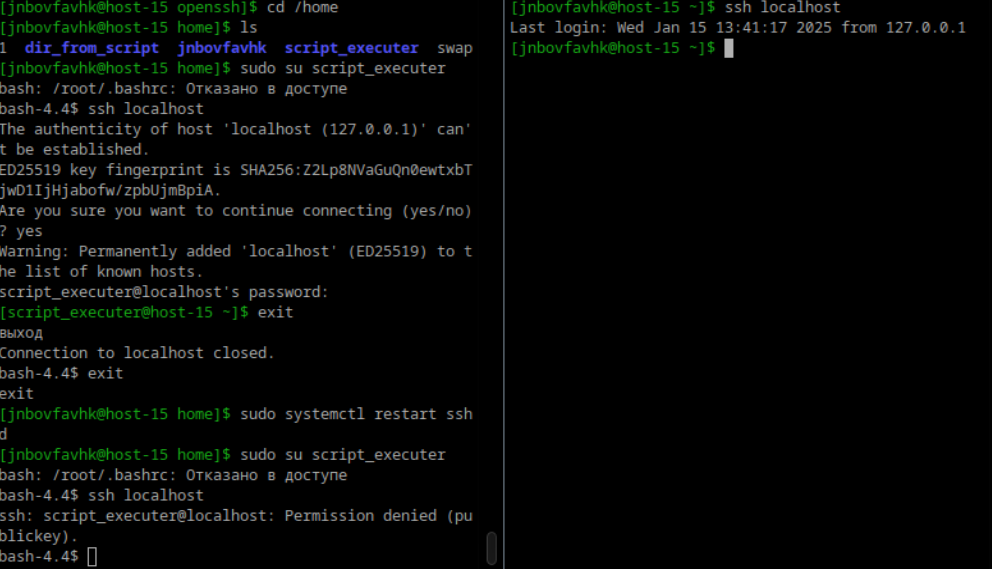 [jnbovfavhk@host-15 openssh]$ cd /home
[jnbovfavhk@host-15 home]$ ls
1  dir_from_script  jnbovfavhk  script_executer  swap
[jnbovfavhk@host-15 home]$ sudo su script_executer
bash: /root/.bashrc: Отказано в доступе
bash-4.4$ ssh localhost
The authenticity of host 'localhost (127.0.0.1)' can'
t be established.
ED25519 key fingerprint is SHA256:Z2Lp8NVaGuQn0ewtxbT
jwD1IjHjabofw/zpbUjmBpiA.
Are you sure you want to continue connecting (yes/no)
? yes
Warning: Permanently added 'localhost' (ED25519) to t
he list of known hosts.
script_executer@localhost's password:
[script_executer@host-15 ~]$ exit
выход
Connection to localhost closed.
bash-4.4$ exit
exit
[jnbovfavhk@host-15 home]$ sudo systemctl restart ssh
d
[jnbovfavhk@host-15 home]$ sudo su script_executer
bash: /root/.bashrc: Отказано в доступе
bash-4.4$ ssh localhost
ssh: script_executer@localhost: Permission denied (pu
blickey).
bash-4.4$
[jnbovfavhk@host-15 ~]$ ssh localhost
Last login: Wed Jan 15 13:41:17 2025 from 127.0.0.1
[jnbovfavhk@host-15 ~]$